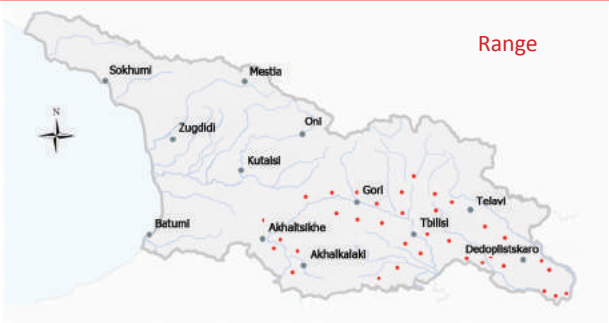 Range
Sokhumi
Mestia
N
Zugdidi
Oni
Kutaisi
Gori
Telavi
Batumi
Akhaltsikhe
Tbilisi
Dedoplistskaro
Akhalkalaki